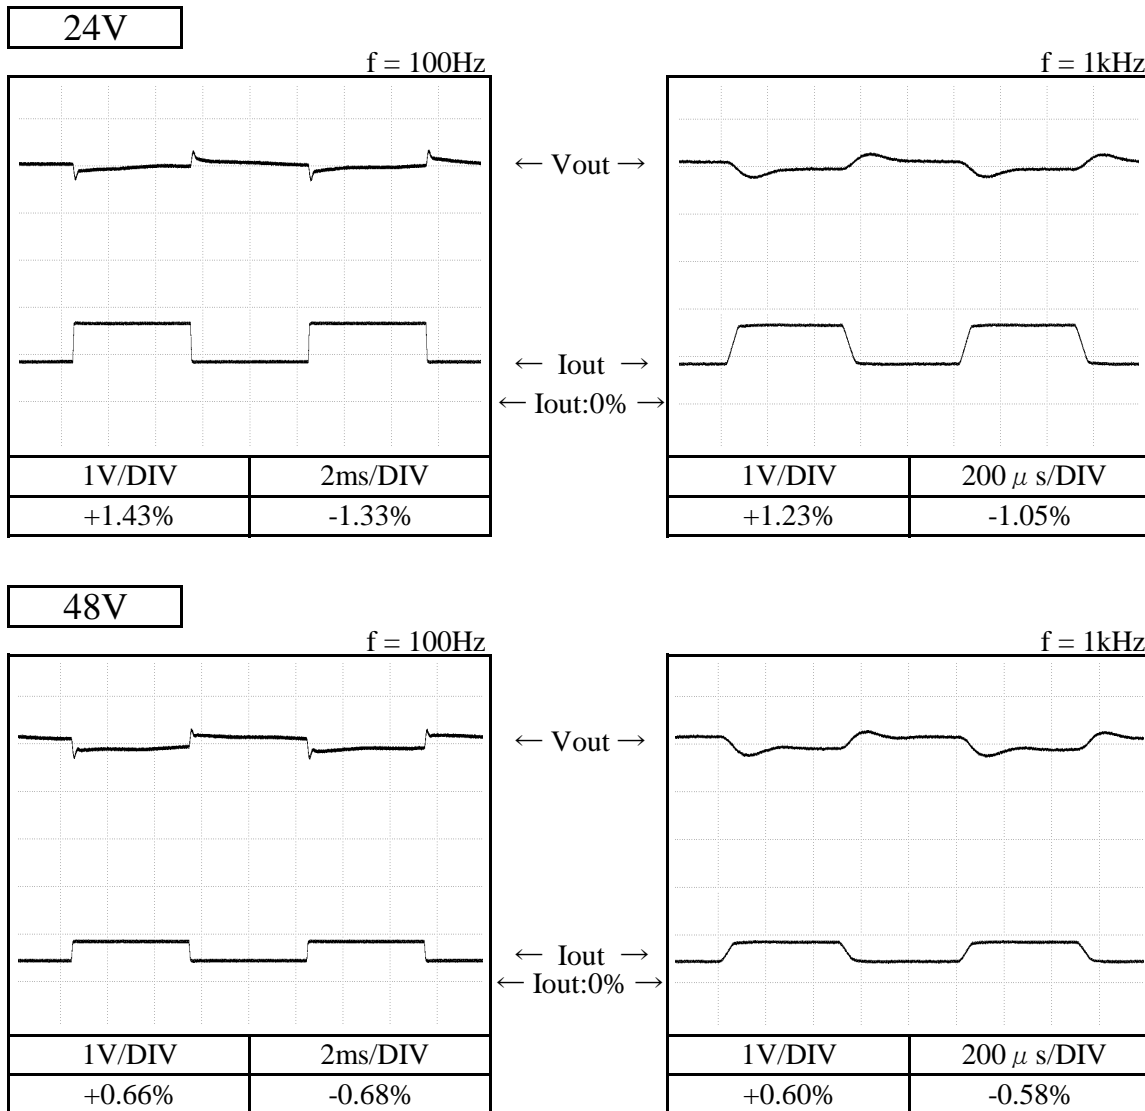 24V
f = 100Hz
f = 1kHz
← Vout →
← Iout →
← Iout:0% →
1V/DIV 2ms/DIV
1V/DIV 200 μ s/DIV
+1.43% -1.33%
+1.23% -1.05%
48V
f = 100Hz
f = 1kHz
← Vout →
← Iout →
← Iout:0% →
1V/DIV 2ms/DIV
1V/DIV 200 μ s/DIV
+0.66% -0.68%
+0.60% -0.58%